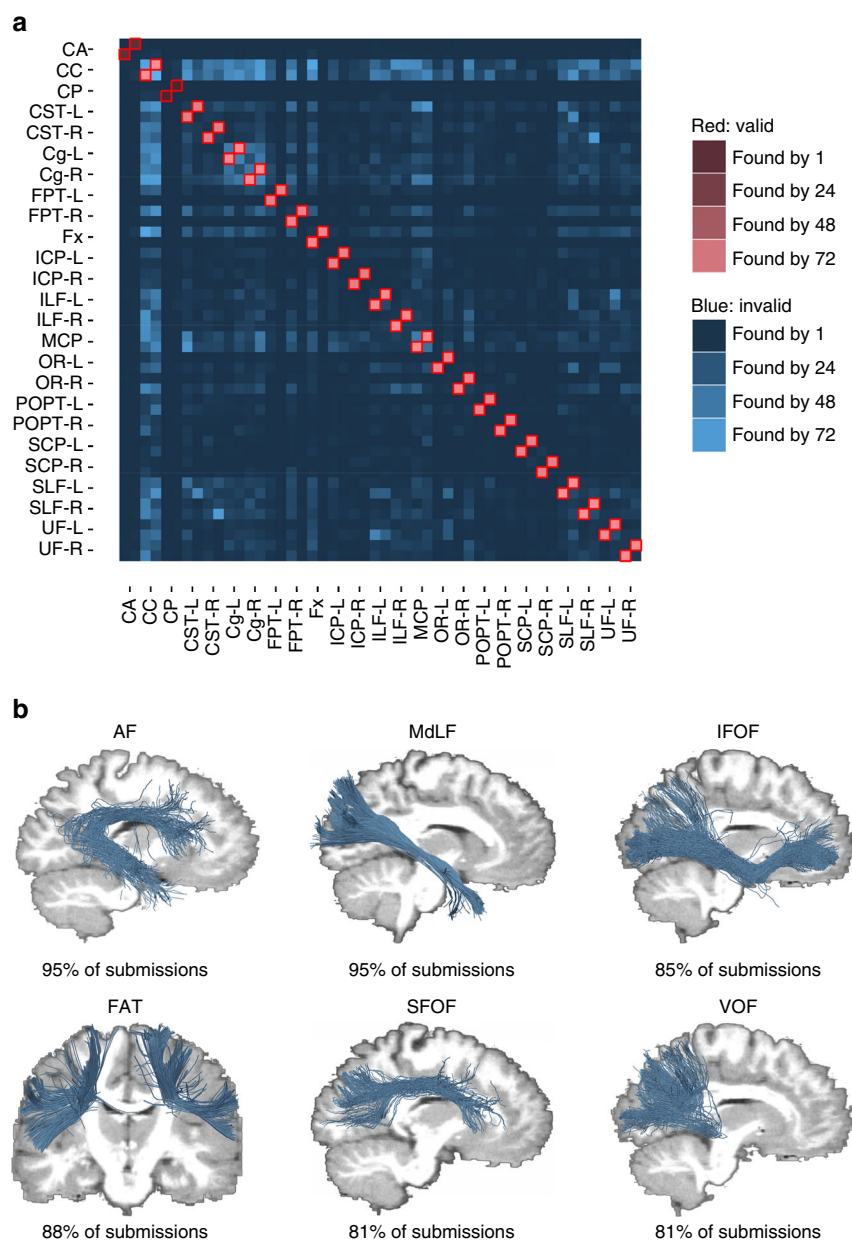 a
CA-
CC -
CP -
CST-L -
CST-R -
Cg-L -
Cg-R -
FPT-L -
FPT-R -
Fx -
ICP-L -
ICP-R -
ILF-L -
ILF-R -
MCP -
OR-L -
OR-R -
POPT-L -
POPT-R -
SCP-L -
SCP-R -
SLF-L -
SLF-R -
UF-L -
UF-R -
CA -
CC -
CP -
CST-L -
CST-R -
Cg-L -
Cg-R -
FPT-L -
FPT-R -
Fx -
ICP-L -
ICP-R -
ILF-L -
ILF-R -
MCP -
OR-L -
OR-R -
POPT-L -
POPT-R -
SCP-L -
SCP-R -
SLF-L -
SLF-R -
UF-L -
UF-R -
Red: valid
Found by 1
Found by 24
Found by 48
Found by 72
Blue: invalid
Found by 1
Found by 24
Found by 48
Found by 72
b
AF
95% of submissions
MdLF
95% of submissions
IFOF
85% of submissions
FAT
88% of submissions
SFOF
81% of submissions
VOF
81% of submissions